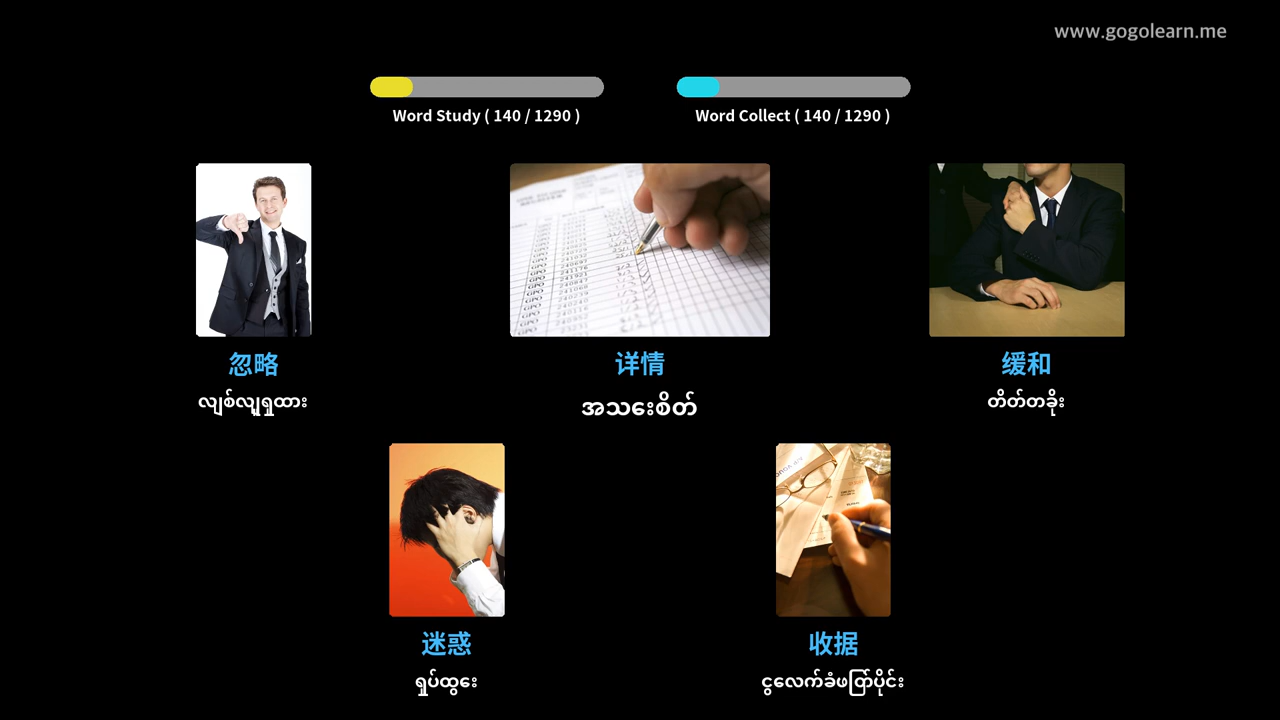 www.gogolearn.me
Word Study ( 140 / 1290 )
Word Collect ( 140 / 1290 )
忽略
详情
缓和
လျစ်လျူရှုထား
အသေးစိတ်
တိတ်တခိုး
迷惑
收据
ရှုပ်ထွေး
ငွေလက်ခံဖြတ်ပိုင်း